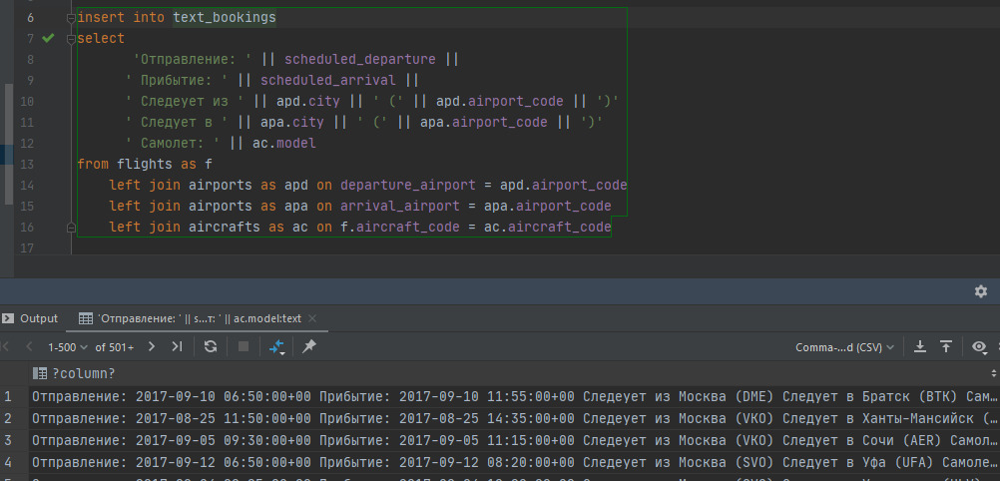 6 insert into text_bookings
7 select
8 'Отправление: ' || scheduled_departure ||
9 ' Прибытие: ' || scheduled_arrival ||
10 ' Следеует из ' || apd.city || ' (' || apd.airport_code || ')'
11 ' Следует в ' || apa.city || ' (' || apa.airport_code || ')'
12 ' Самолет: ' || ac.model
13 from flights as f
14 left join airports as apd on departure_airport = apd.airport_code
15 left join airports as apa on arrival_airport = apa.airport_code
16 left join aircrafts as ac on f.aircraft_code = ac.aircraft_code
17
Output 'Отправление: ' || s...т: ' || ac.model:text
1-500 of 501+ Comma-...d (CSV)
?column?
1 Отправление: 2017-09-10 06:50:00+00 Прибытие: 2017-09-10 11:55:00+00 Следеует из Москва (DME) Следует в Братск (BTK) Сам...
2 Отправление: 2017-08-25 11:50:00+00 Прибытие: 2017-08-25 14:35:00+00 Следеует из Москва (VKO) Следует в Ханты-Мансийск (...
3 Отправление: 2017-09-05 09:30:00+00 Прибытие: 2017-09-05 11:15:00+00 Следеует из Москва (VKO) Следует в Сочи (AER) Самол...
4 Отправление: 2017-09-12 06:50:00+00 Прибытие: 2017-09-12 08:20:00+00 Следеует из Москва (SVO) Следует в Уфа (UFA) Самоле...